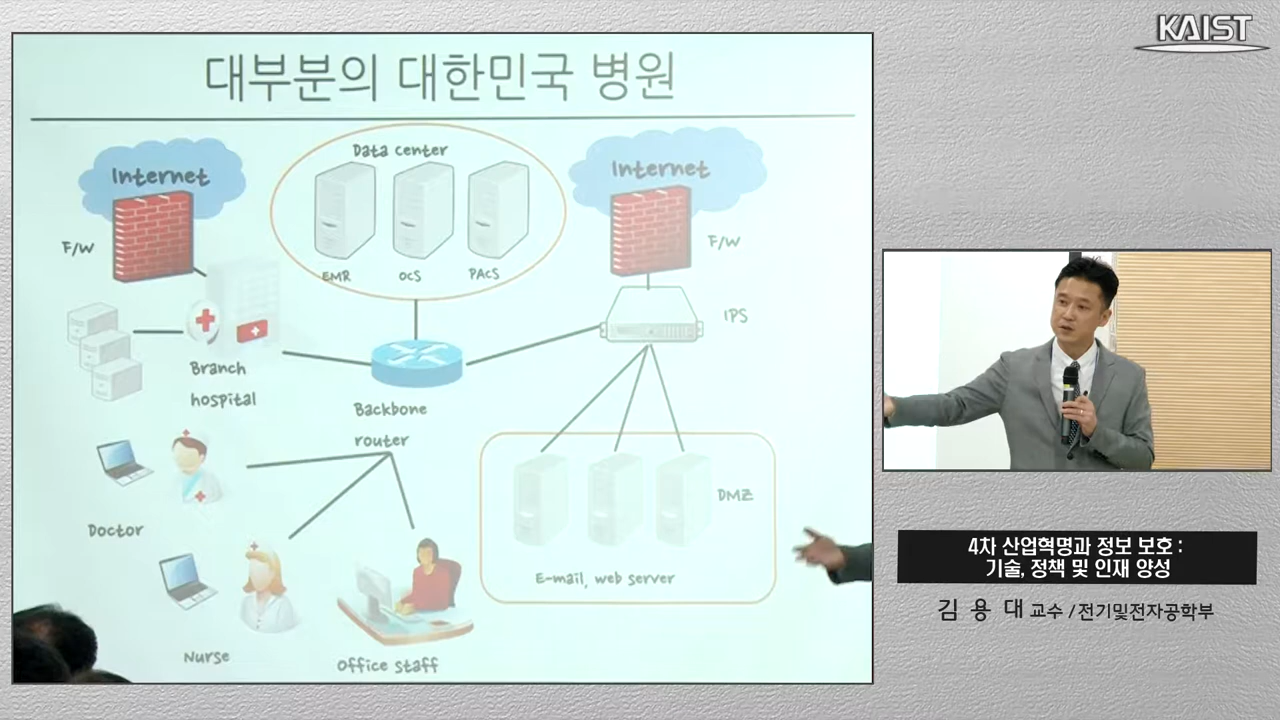 KAIST
대부분의 대한민국 병원
Internet
Data center
Internet
F/W
EMR
OCS
PACS
F/W
IPS
Branch
hospital
Backbone
router
Doctor
DMZ
E-mail, web server
Nurse
Office staff
4차 산업혁명과 정보 보호 :
기술, 정책 및 인재 양성
김 용 대 교수 / 전기및전자공학부